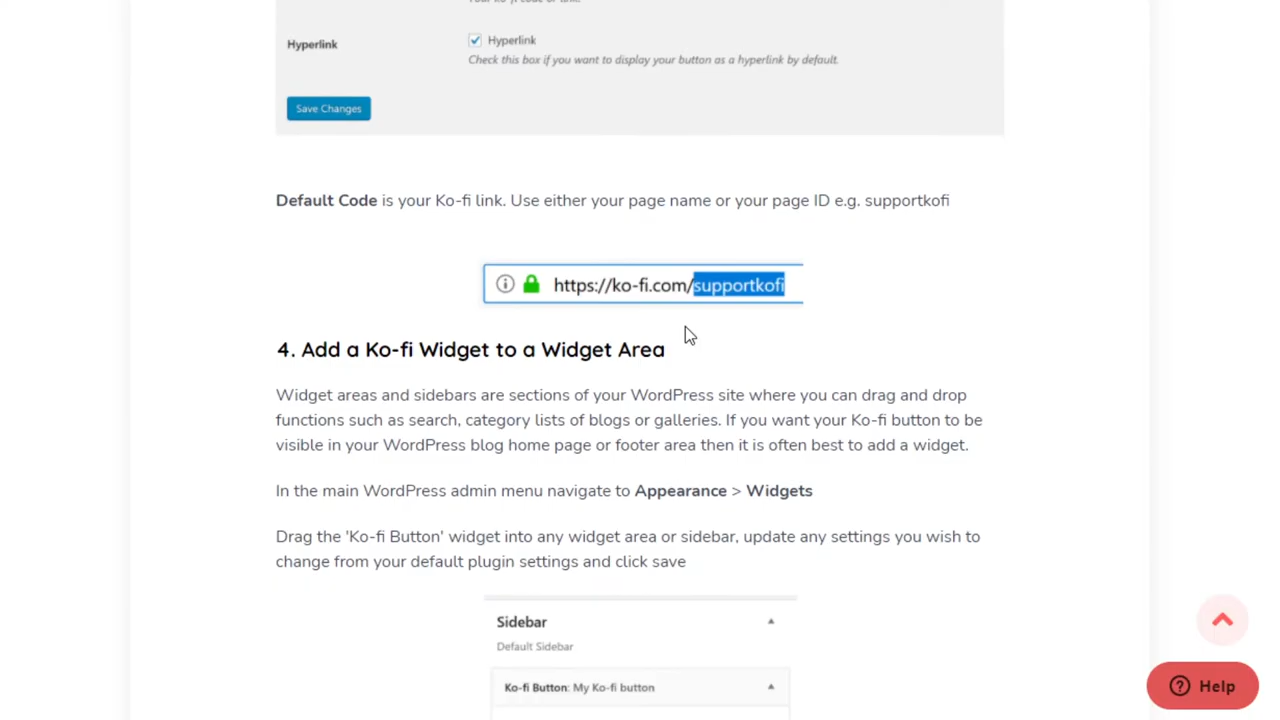 Your ko-fi code or link.
Hyperlink
Hyperlink
Check this box if you want to display your button as a hyperlink by default.
Save Changes
Default Code is your Ko-fi link. Use either your page name or your page ID e.g. supportkofi
https://ko-fi.com/supportkofi
4. Add a Ko-fi Widget to a Widget Area
Widget areas and sidebars are sections of your WordPress site where you can drag and drop
functions such as search, category lists of blogs or galleries. If you want your Ko-fi button to be
visible in your WordPress blog home page or footer area then it is often best to add a widget.
In the main WordPress admin menu navigate to Appearance > Widgets
Drag the 'Ko-fi Button' widget into any widget area or sidebar, update any settings you wish to
change from your default plugin settings and click save
Sidebar
Default Sidebar
Ko-fi Button: My Ko-fi button
Help